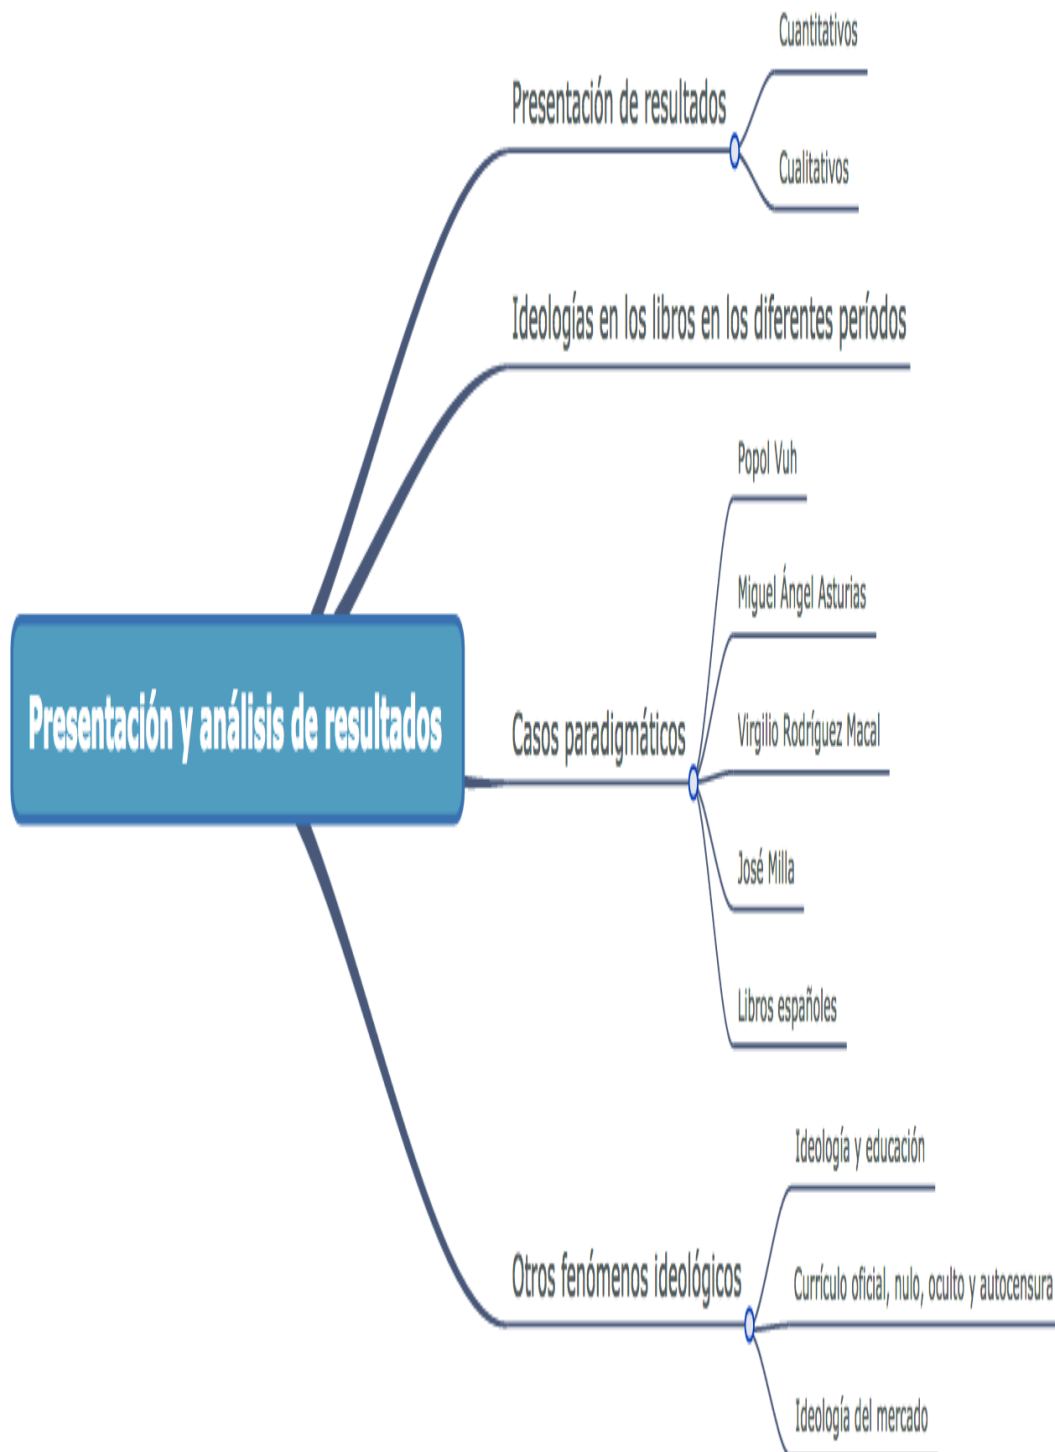 Presentación y análisis de resultados
Presentación de resultados
Cuantitativos
Cualitativos
Ideologías en los libros en los diferentes períodos
Casos paradigmáticos
Popol Vuh
Miguel Ángel Asturias
Virgilio Rodríguez Macal
José Milla
Libros españoles
Otros fenómenos ideológicos
Ideología y educación
Currículo oficial, nulo, oculto y autocensura
Ideología del mercado